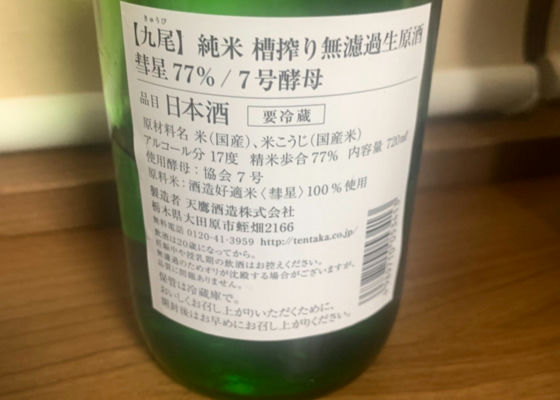 きゅうび
【九尾】 純米 槽搾り無濾過生原酒
彗星 77% / 7号酵母
品目 日本酒 要冷蔵
原材料名 米(国産)、米こうじ(国産米)
アルコール分 17度 精米歩合 77% 内容量 720ml
使用酵母：協会 7 号
原料米：酒造好適米〈彗星〉100％使用
製造者 天鷹酒造株式会社
栃木県大田原市蛭畑2166
無料電話 0120-41-3959 http://tentaka.co.jp/
飲酒は20歳になってから。
妊娠中や授乳期の飲酒はお控えください。
無濾過のためオリが沈殿する場合がございますが、
品質に問題ありません。
保管は冷蔵庫で。
おいしくお召し上がりいただくために、
開封後はお早めにお召し上がりください。